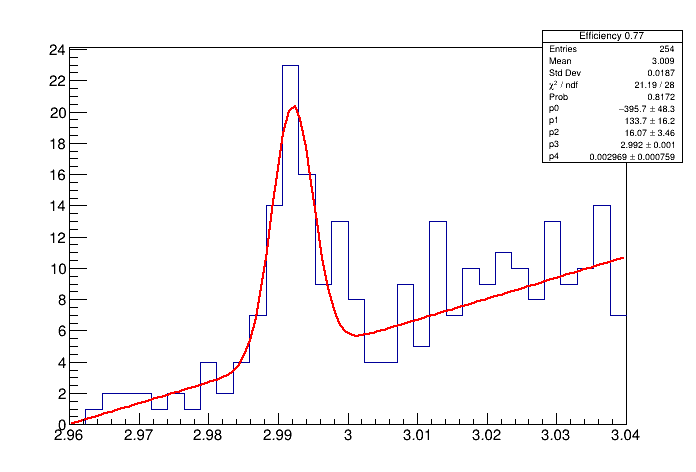 Efficiency 0.77
Entries 254
Mean 3.009
Std Dev 0.0187
χ² / ndf 21.19 / 28
Prob 0.8172
p0 −395.7 ± 48.3
p1 133.7 ± 16.2
p2 16.07 ± 3.46
p3 2.992 ± 0.001
p4 0.002969 ± 0.000759
24
22
20
18
16
14
12
10
8
6
4
2
0
2.96 2.97 2.98 2.99 3 3.01 3.02 3.03 3.04